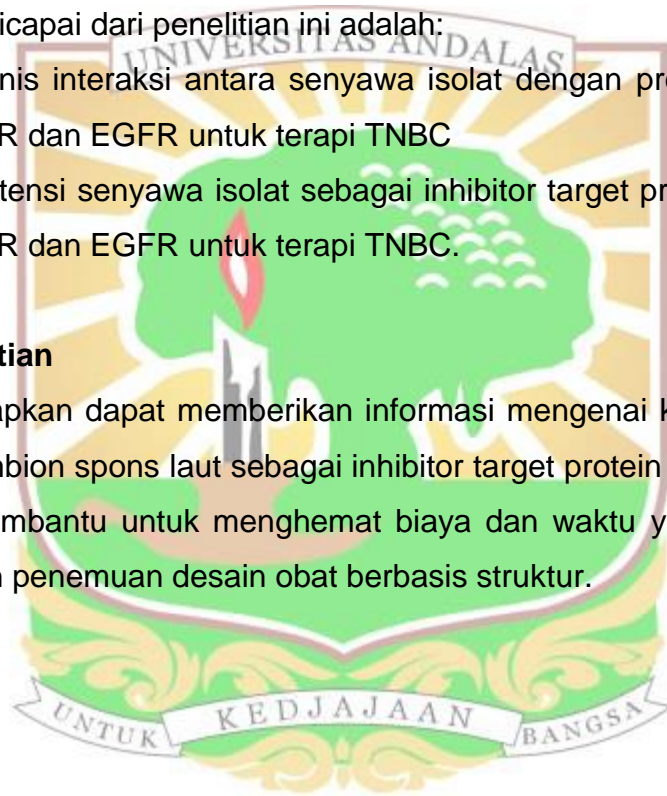 icapai dari penelitian ini adalah:
UNIVERSITAS ANDALAS
nis interaksi antara senyawa isolat dengan pr
R dan EGFR untuk terapi TNBC
tensi senyawa isolat sebagai inhibitor target pr
R dan EGFR untuk terapi TNBC.
tian
apkan dapat memberikan informasi mengenai k
mbion spons laut sebagai inhibitor target protein
mbantu untuk menghemat biaya dan waktu y
n penemuan desain obat berbasis struktur.
UNTUK KEDJAJAAN BANGSA